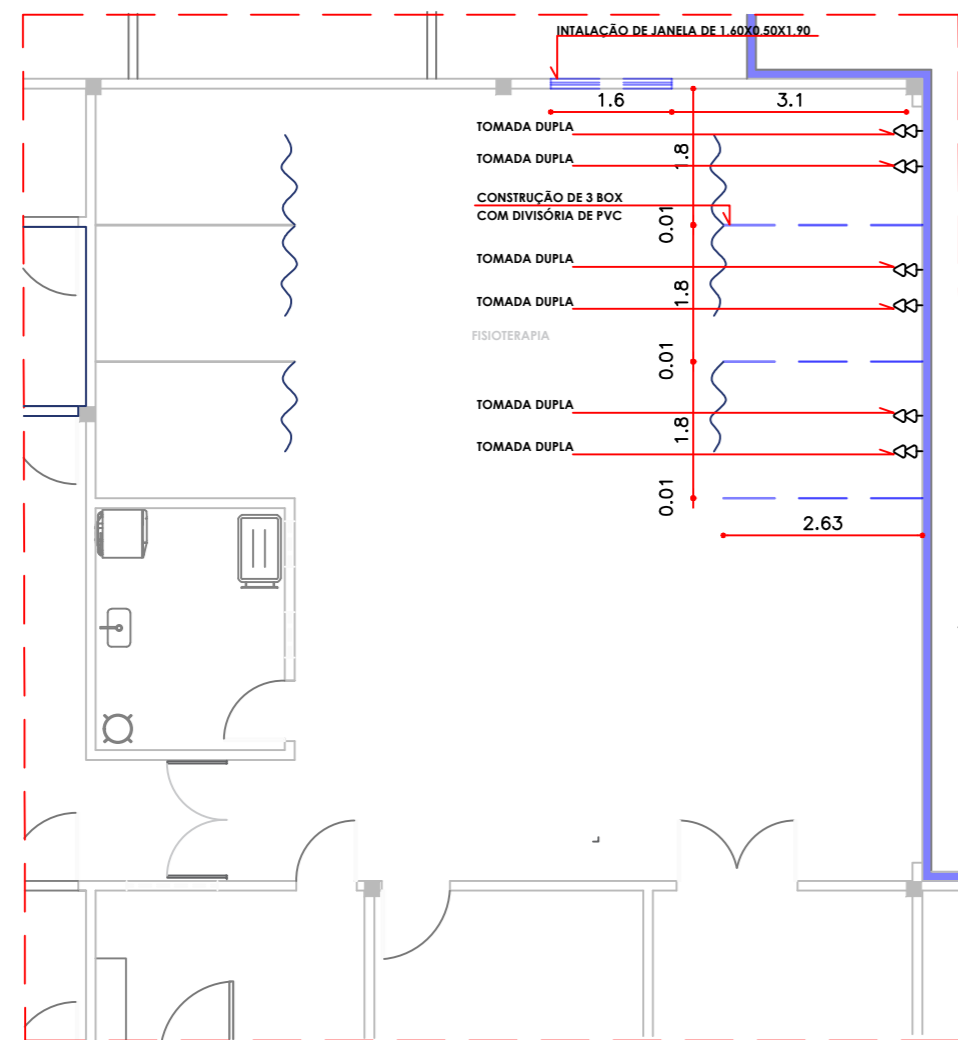 INTALAÇÃO DE JANELA DE 1.60X0.50X1.90
1.6
3.1
TOMADA DUPLA
1.8
TOMADA DUPLA
CONSTRUÇÃO DE 3 BOX
COM DIVISÓRIA DE PVC
0.01
TOMADA DUPLA
1.8
TOMADA DUPLA
FISIOTERAPIA
0.01
TOMADA DUPLA
1.8
TOMADA DUPLA
0.01
2.63